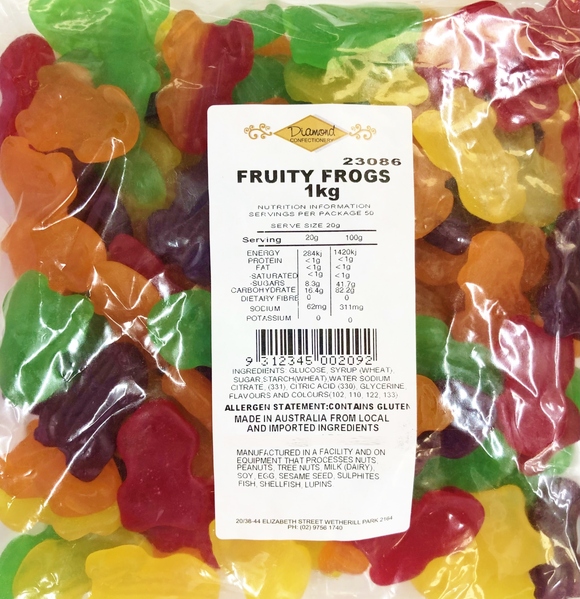 Diamond
CONFECTIONERY
23086
FRUITY FROGS
1kg
NUTRITION INFORMATION
SERVINGS PER PACKAGE 50
SERVE SIZE 20g
Serving 20g 100g
ENERGY 284kj 1420kj
PROTEIN <1g <1g
FAT <1g <1g
-SATURATED <1g <1g
-SUGARS 8.3g 41.7g
CARBOHYDRATE 16.4g 82.2g
DIETARY FIBRE 0 0
SODIUM 62mg 311mg
POTASSIUM 0 0
9 312345 002092
INGREDIENTS GLUCOSE, SYRUP (WHEAT),
SUGAR,STARCH(WHEAT),WATER,SODIUM
CITRATE, (331), CITRIC ACID (330), GLYCERINE,
FLAVOURS AND COLOURS(102, 110, 122, 133)
ALLERGEN STATEMENT:CONTAINS GLUTEN
MADE IN AUSTRALIA FROM LOCAL
AND IMPORTED INGREDIENTS
MANUFACTURED IN A FACILITY AND ON
EQUIPMENT THAT PROCESSES NUTS,
PEANUTS, TREE NUTS, MILK (DAIRY),
SOY, EGG, SESAME SEED, SULPHITES
FISH, SHELLFISH, LUPINS
20/38-44 ELIZABETH STREET WETHERILL PARK 2164
PH: (02) 9756 1740